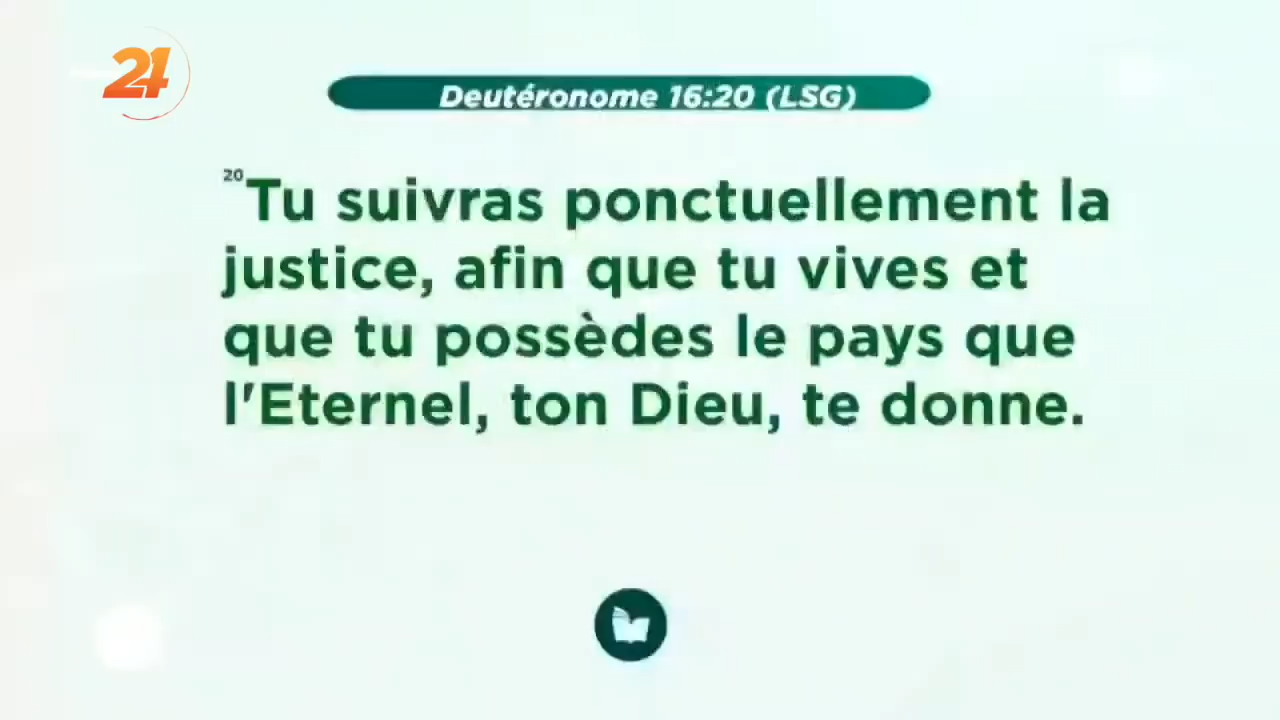 24
Deutéronome 16:20 (LSG)
20Tu suivras ponctuellement la
justice, afin que tu vives et
que tu possèdes le pays que
l'Eternel, ton Dieu, te donne.